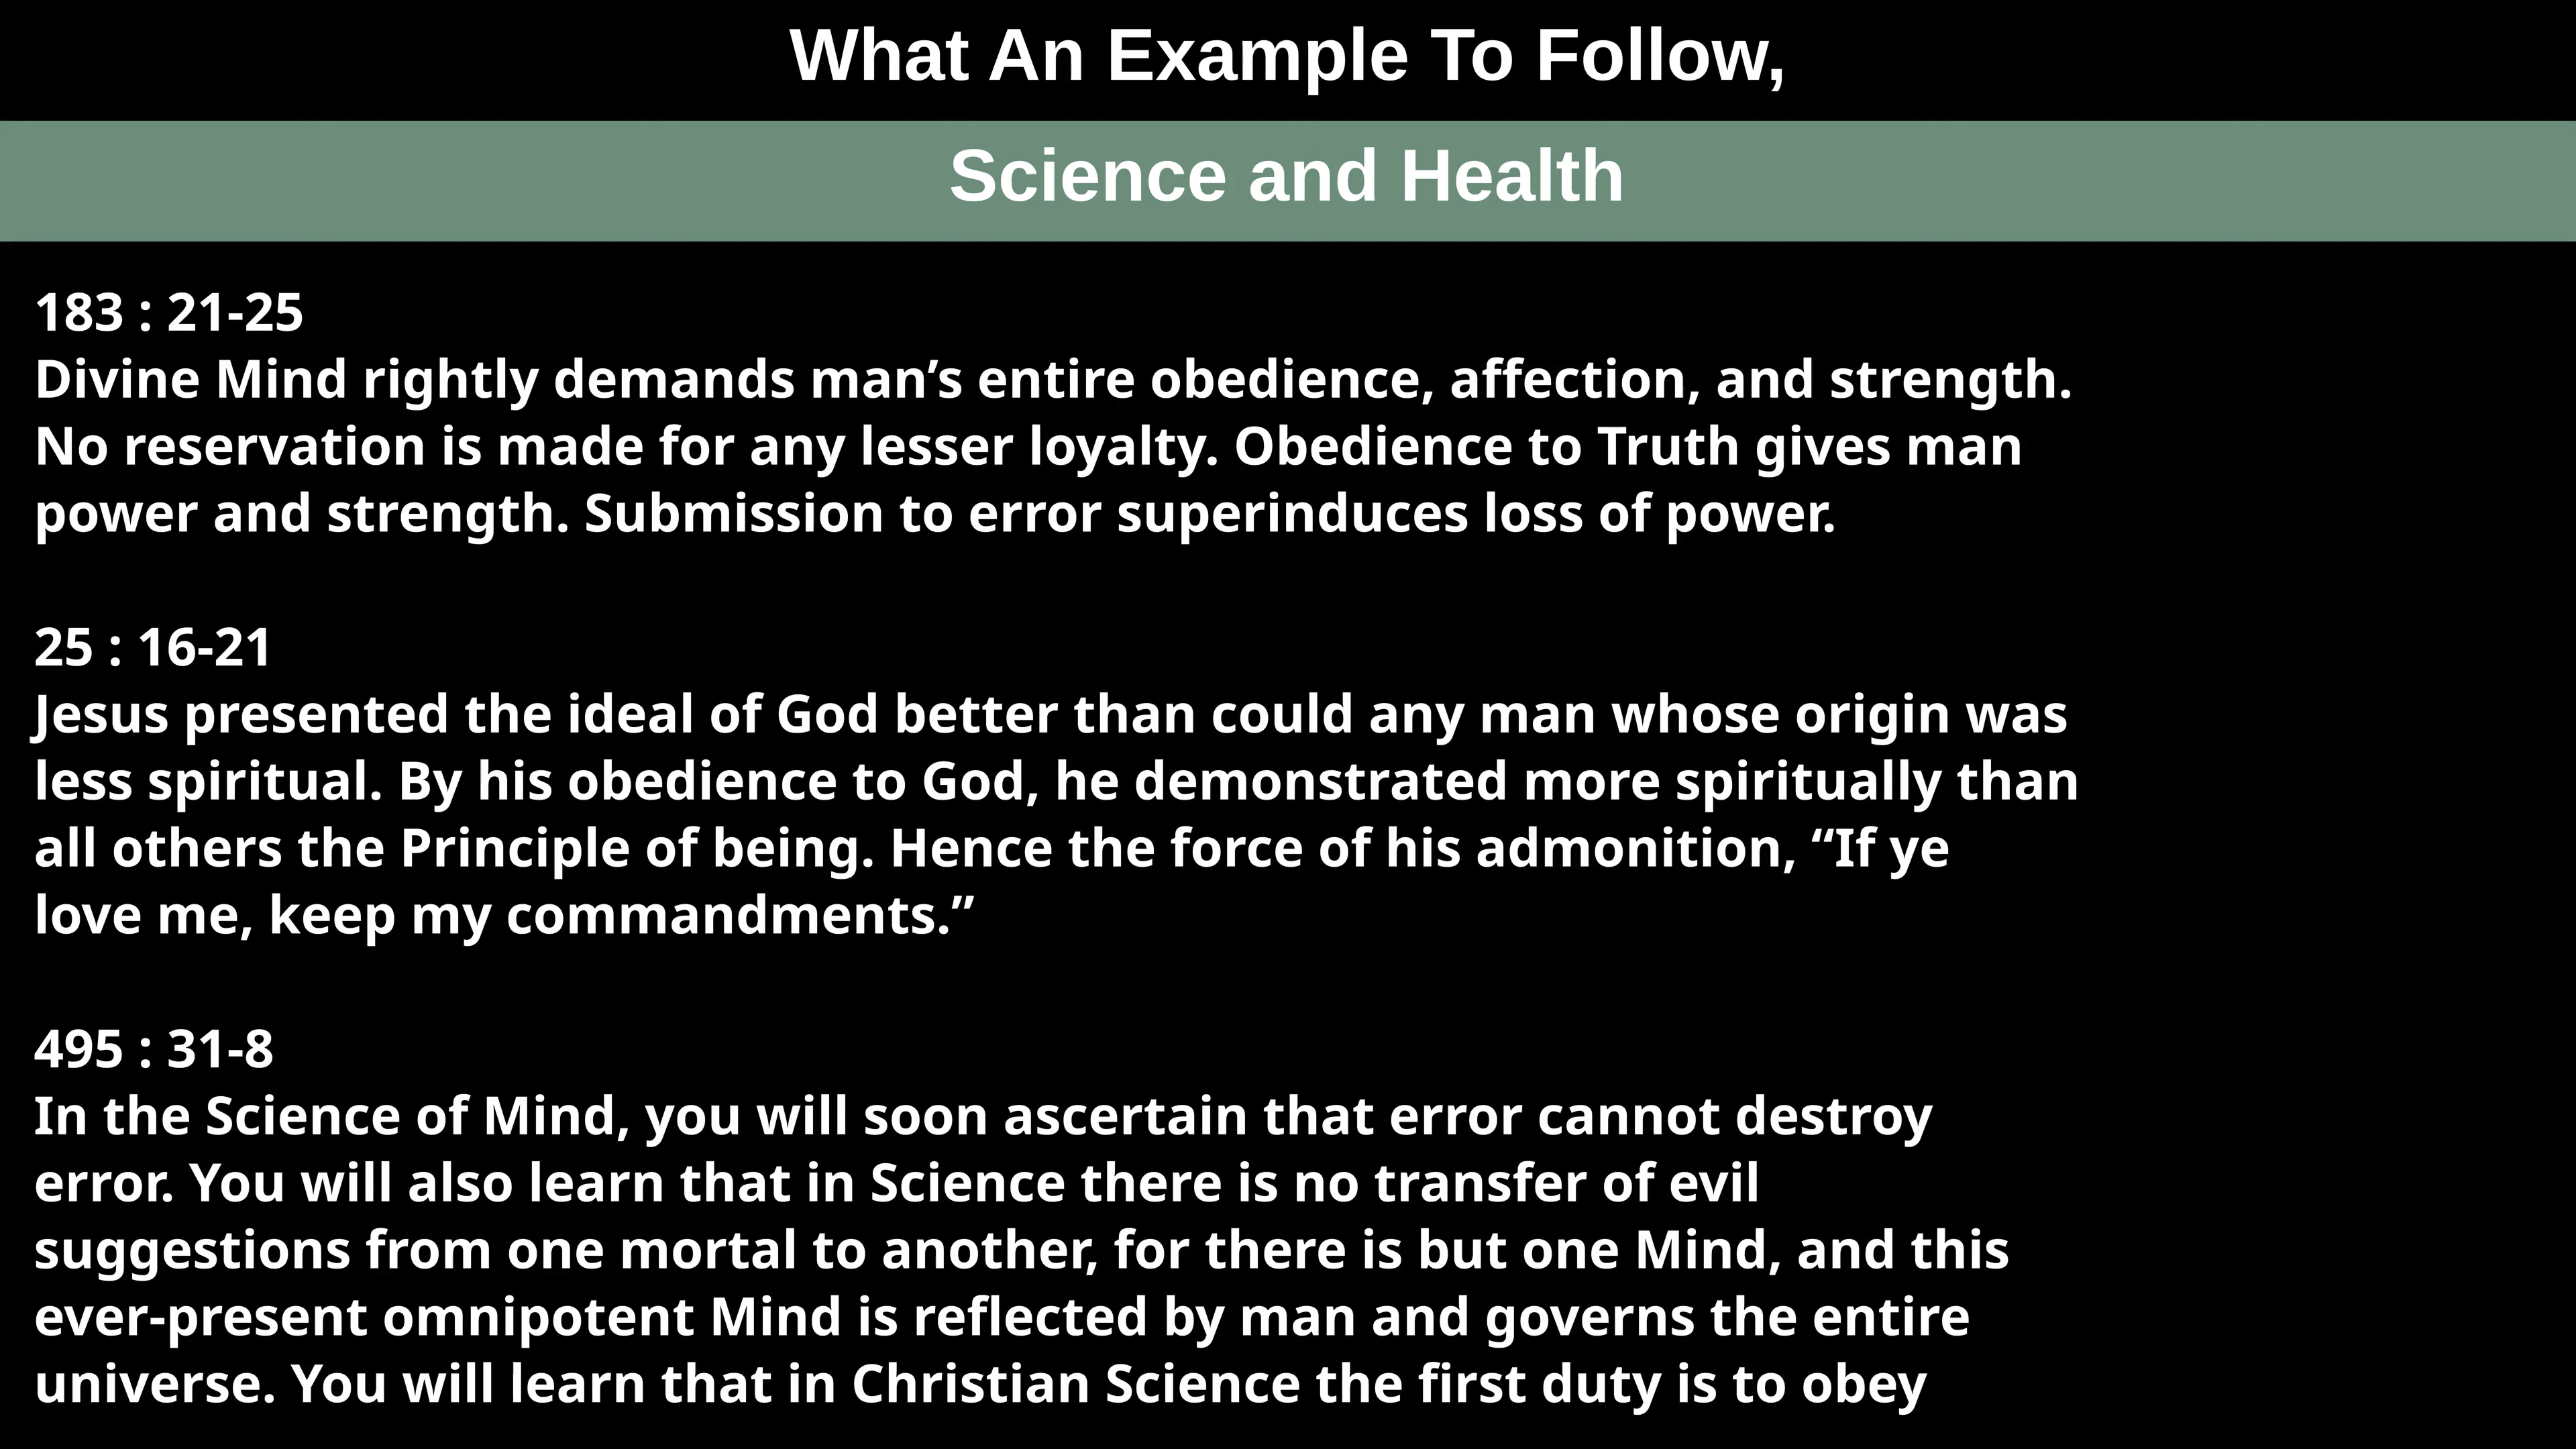 What An Example To Follow,
Science and Health
183 : 21-25
Divine Mind rightly demands man’s entire obedience, affection, and strength.
No reservation is made for any lesser loyalty. Obedience to Truth gives man
power and strength. Submission to error superinduces loss of power.
25 : 16-21
Jesus presented the ideal of God better than could any man whose origin was
less spiritual. By his obedience to God, he demonstrated more spiritually than
all others the Principle of being. Hence the force of his admonition, “If ye
love me, keep my commandments.”
495 : 31-8
In the Science of Mind, you will soon ascertain that error cannot destroy
error. You will also learn that in Science there is no transfer of evil
suggestions from one mortal to another, for there is but one Mind, and this
ever-present omnipotent Mind is reflected by man and governs the entire
universe. You will learn that in Christian Science the first duty is to obey